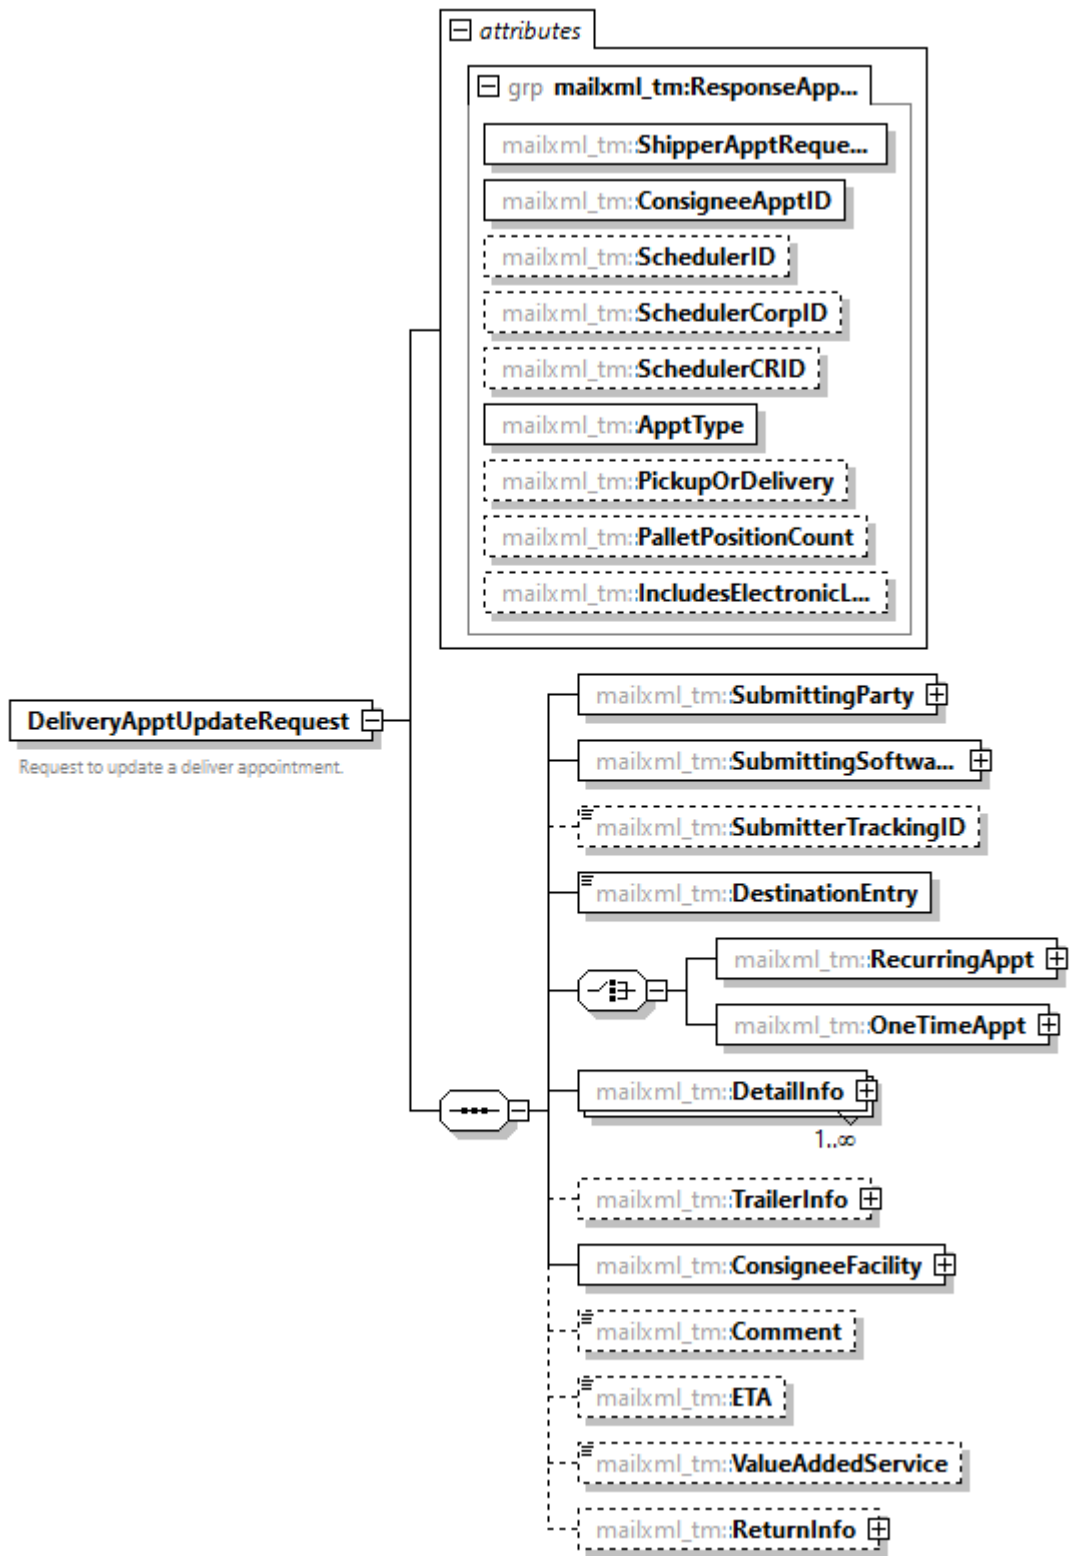 attributes
grp mailxml_tm:ResponseApp...
mailxml_tm::ShipperApptReque...
mailxml_tm::ConsigneeApptID
mailxml_tm::SchedulerID
mailxml_tm::SchedulerCorpID
mailxml_tm::SchedulerCRID
mailxml_tm::ApptType
mailxml_tm::PickupOrDelivery
mailxml_tm::PalletPositionCount
mailxml_tm::IncludesElectronicL...
DeliveryApptUpdateRequest
Request to update a deliver appointment.
mailxml_tm::SubmittingParty
mailxml_tm::SubmittingSoftwa...
mailxml_tm::SubmitterTrackingID
mailxml_tm::DestinationEntry
mailxml_tm::RecurringAppt
mailxml_tm::OneTimeAppt
mailxml_tm::DetailInfo
1..∞
mailxml_tm::TrailerInfo
mailxml_tm::ConsigneeFacility
mailxml_tm::Comment
mailxml_tm::ETA
mailxml_tm::ValueAddedService
mailxml_tm::ReturnInfo